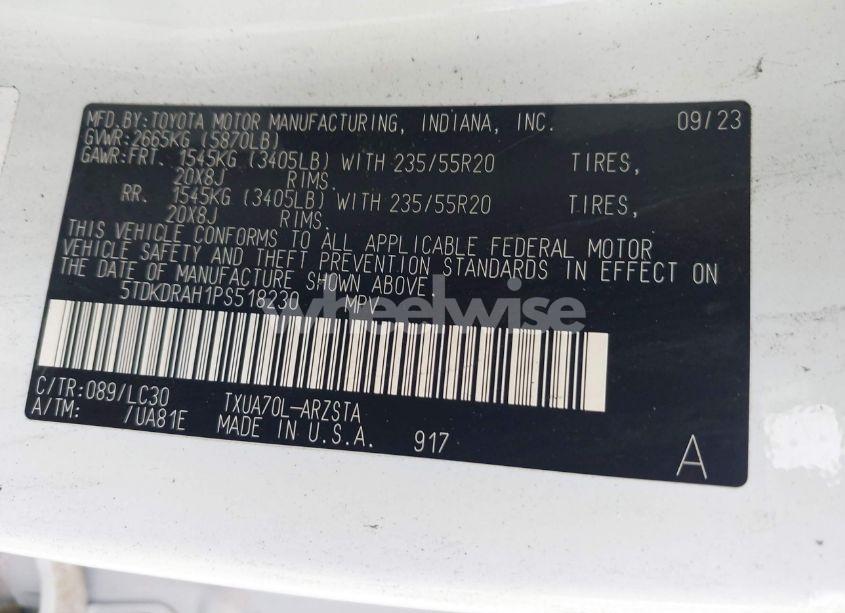 MFD.BY:TOYOTA MOTOR MANUFACTURING, INDIANA, INC. 09/23
GVWR:2665KG (5870LB)
GAWR:FRT. 1545KG (3405LB) WITH 235/55R20 TIRES,
20X8J RIMS.
RR. 1545KG (3405LB) WITH 235/55R20 TIRES,
20X8J RIMS.
THIS VEHICLE CONFORMS TO ALL APPLICABLE FEDERAL MOTOR
VEHICLE SAFETY AND THEFT PREVENTION STANDARDS IN EFFECT ON
THE DATE OF MANUFACTURE SHOWN ABOVE.
5TDKDRAH1PS518230 MPV
wheelwise
C/TR:089/LC30 TXUA70L-ARZSTA
A/TM: /UA81E MADE IN U.S.A. 917 A